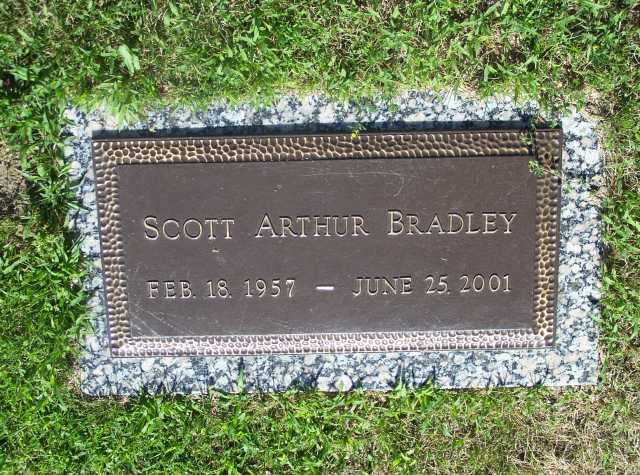 SCOTT ARTHUR BRADLEY
FEB. 18. 1957 — JUNE 25. 2001